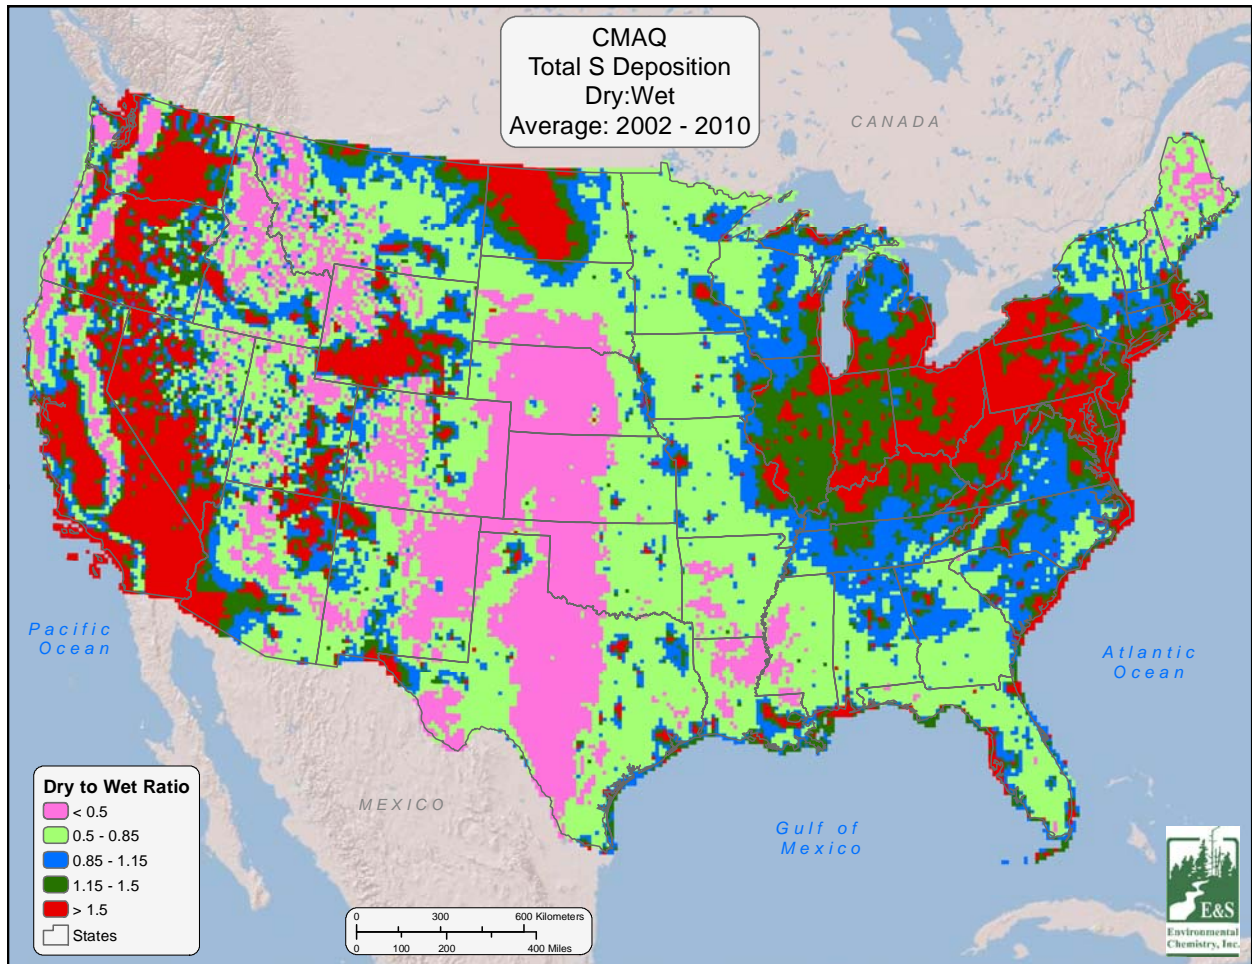 CMAQ
Total S Deposition
Dry:Wet
Average: 2002 - 2010
CANADA
Pacific
Ocean
Atlantic
Ocean
MEXICO
Gulf of
Mexico
Dry to Wet Ratio
< 0.5
0.5 - 0.85
0.85 - 1.15
1.15 - 1.5
> 1.5
States
0 300 600 Kilometers
0 100 200 400 Miles
E&S
Environmental
Chemistry, Inc.